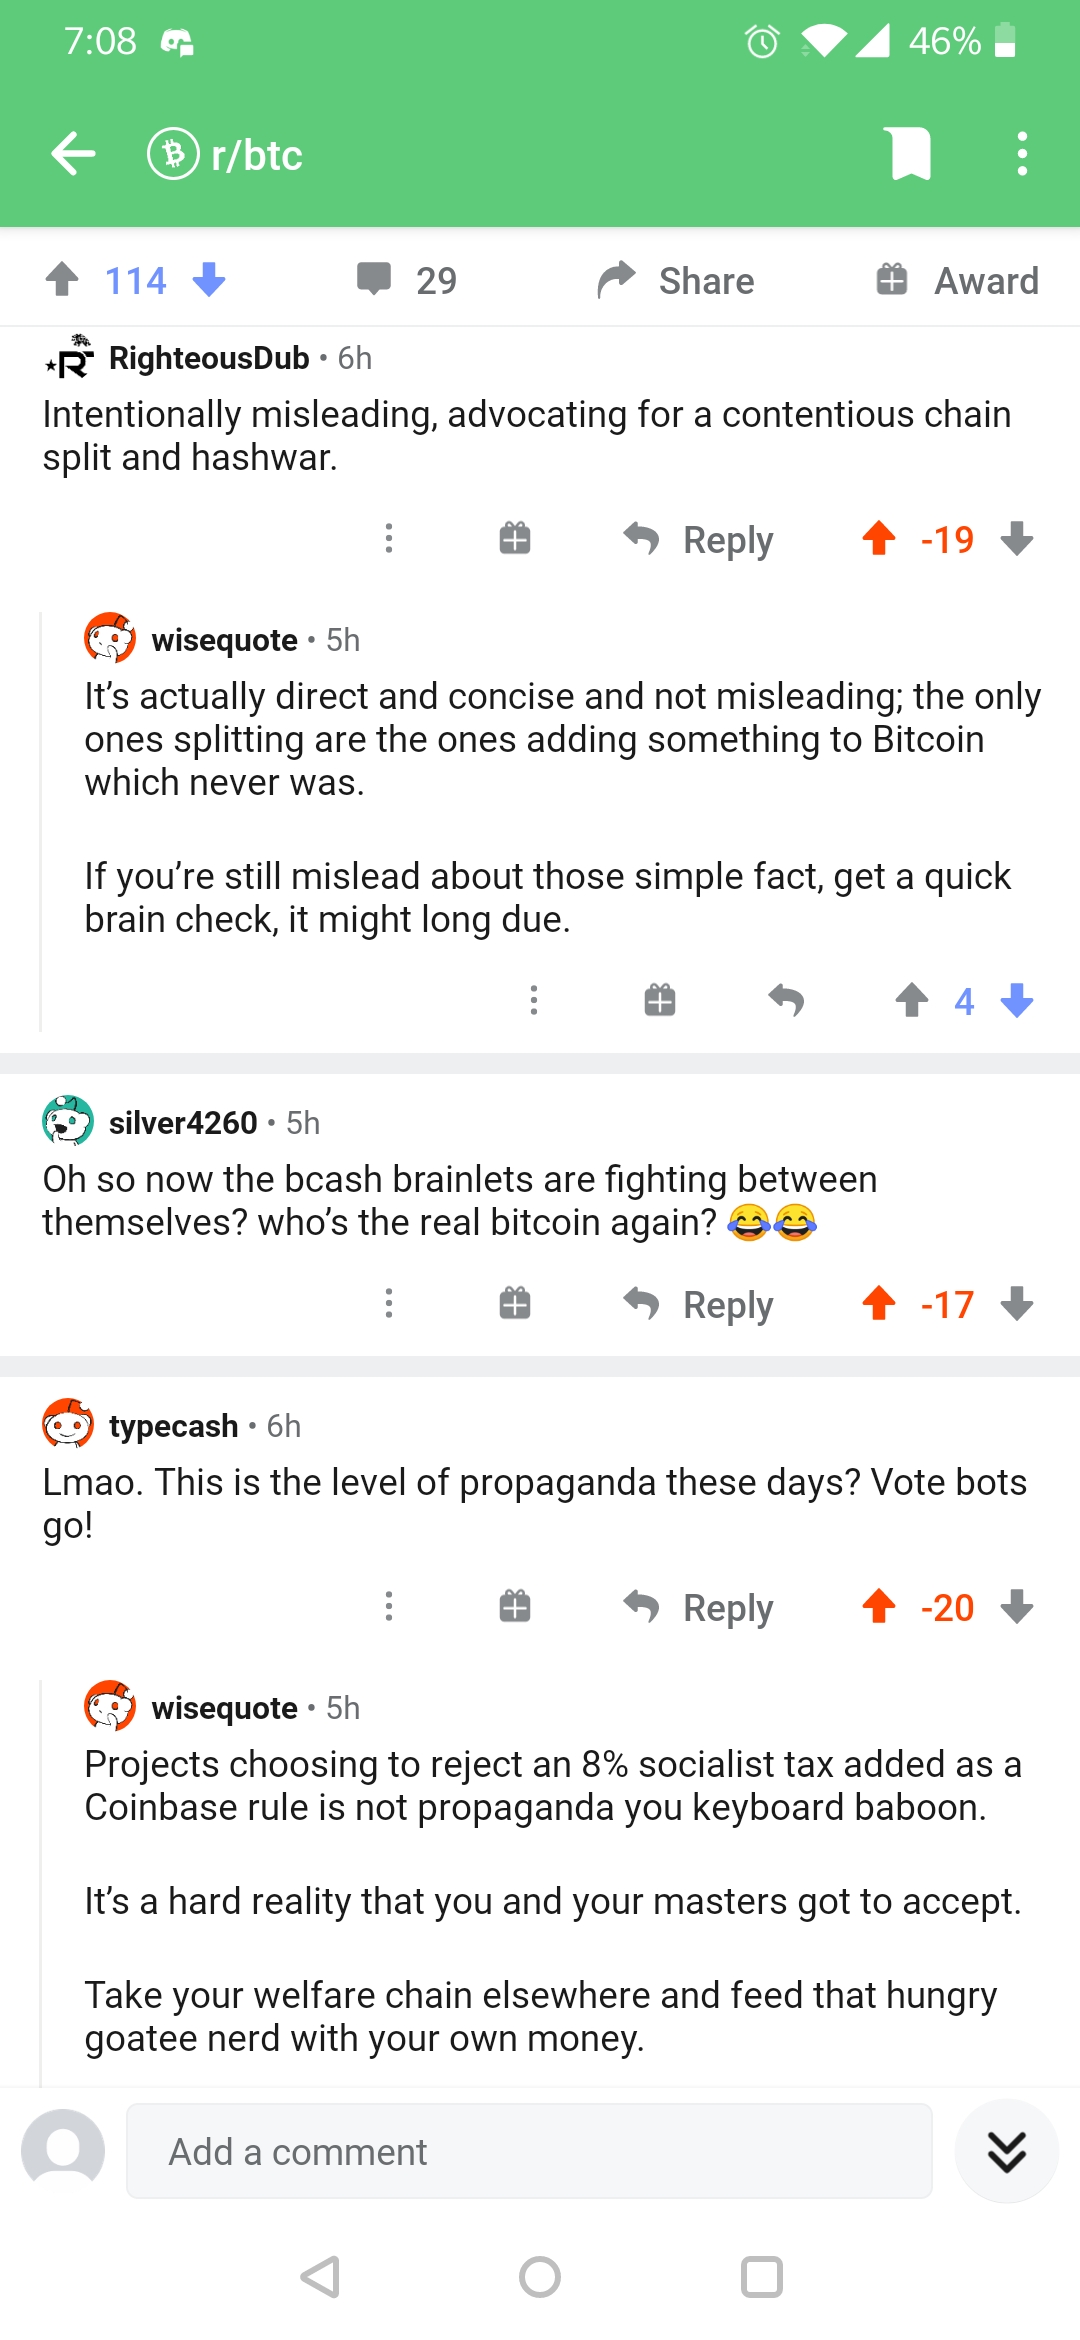 7:08
46%
r/btc
114
29
Share
Award
RighteousDub • 6h
Intentionally misleading, advocating for a contentious chain
split and hashwar.
Reply
-19
wisequote • 5h
It’s actually direct and concise and not misleading; the only
ones splitting are the ones adding something to Bitcoin
which never was.
If you’re still mislead about those simple fact, get a quick
brain check, it might long due.
4
silver4260 • 5h
Oh so now the bcash brainlets are fighting between
themselves? who’s the real bitcoin again? 😂😂
Reply
-17
typecash • 6h
Lmao. This is the level of propaganda these days? Vote bots
go!
Reply
-20
wisequote • 5h
Projects choosing to reject an 8% socialist tax added as a
Coinbase rule is not propaganda you keyboard baboon.
It’s a hard reality that you and your masters got to accept.
Take your welfare chain elsewhere and feed that hungry
goatee nerd with your own money.
Add a comment